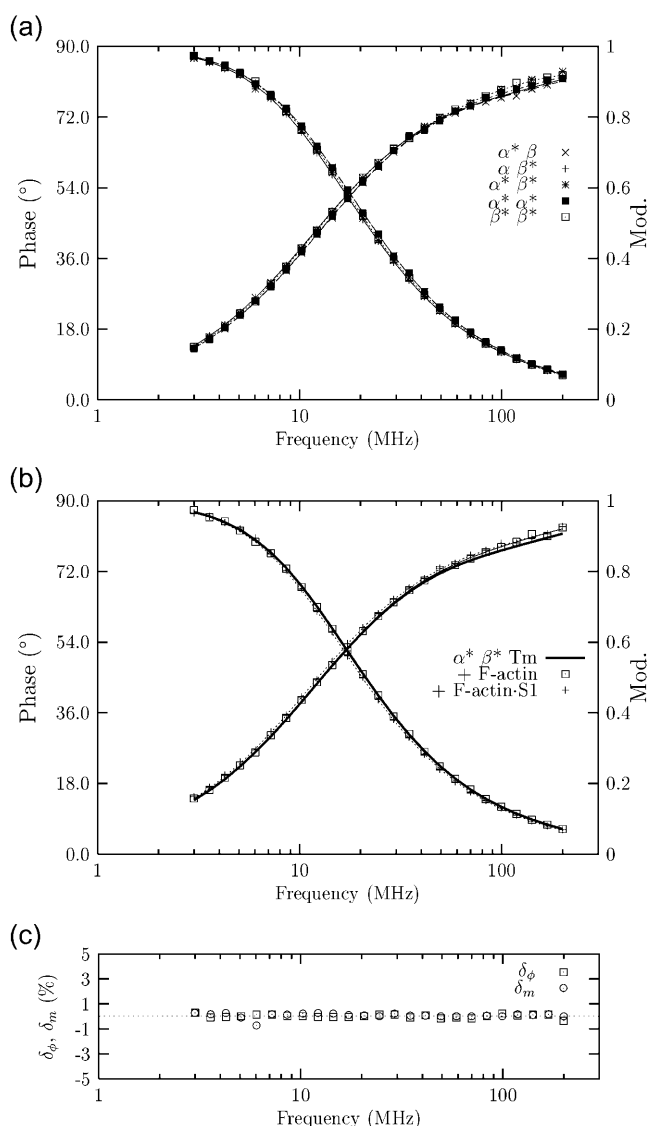 (a)
90.0
72.0
54.0
36.0
18.0
0.0
Phase (°)
1
0.8
0.6
0.4
0.2
0
Mod.
α* β ×
α β* +
α* β* ✳
α* α* ■
β* β* □
1 10 100
Frequency (MHz)
(b)
90.0
72.0
54.0
36.0
18.0
0.0
Phase (°)
1
0.8
0.6
0.4
0.2
0
Mod.
α* β* Tm
+ F-actin
+ F-actin·S1
1 10 100
Frequency (MHz)
(c)
5
3
1
-1
-3
-5
δϕ, δm (%)
δϕ
δm
1 10 100
Frequency (MHz)